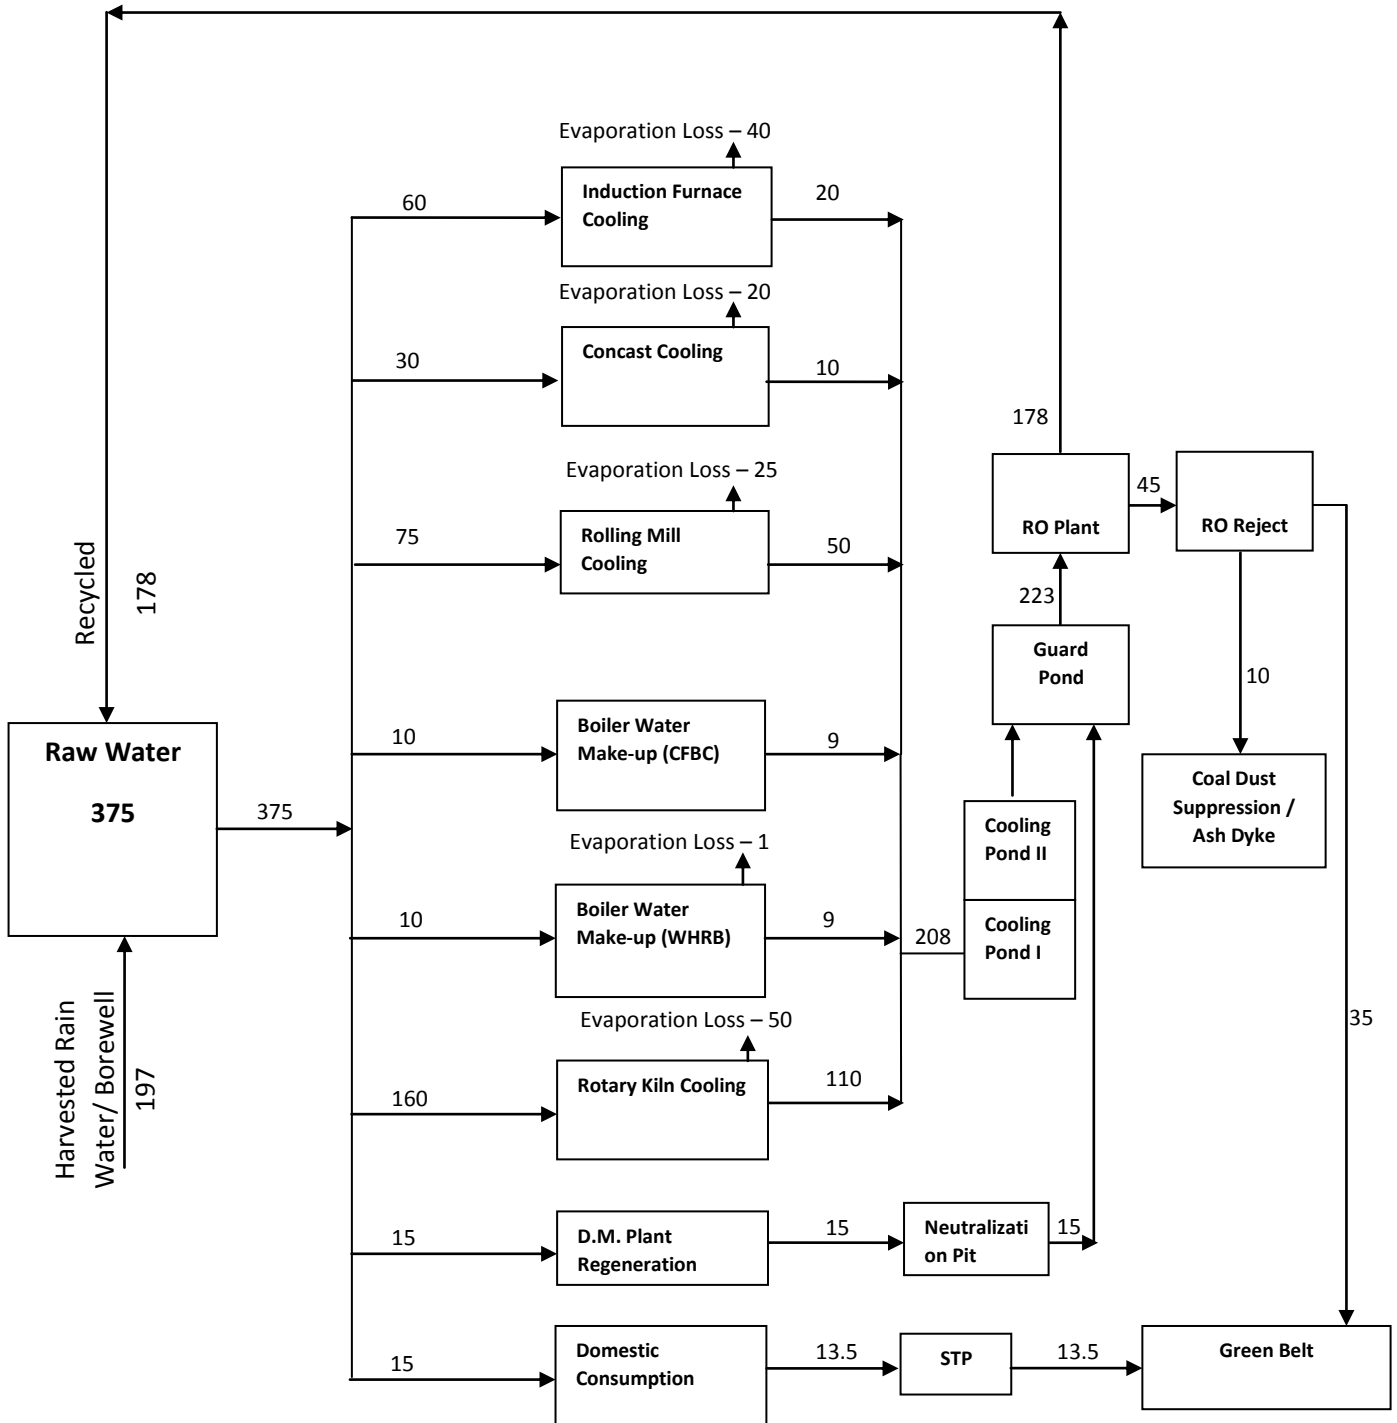 Evaporation Loss – 40
60
Induction Furnace
Cooling
20
Evaporation Loss – 20
30
Concast Cooling
10
178
Evaporation Loss – 25
75
Rolling Mill
Cooling
50
RO Plant
45
RO Reject
Recycled
178
223
Guard
Pond
10
Raw Water
375
375
10
Boiler Water
Make-up (CFBC)
9
Coal Dust
Suppression /
Ash Dyke
Cooling
Pond II
Evaporation Loss – 1
10
Boiler Water
Make-up (WHRB)
9
208
Cooling
Pond I
Harvested Rain
Water/ Borewell
197
Evaporation Loss – 50
35
160
Rotary Kiln Cooling
110
15
D.M. Plant
Regeneration
15
Neutralizati
on Pit
15
15
Domestic
Consumption
13.5
STP
13.5
Green Belt